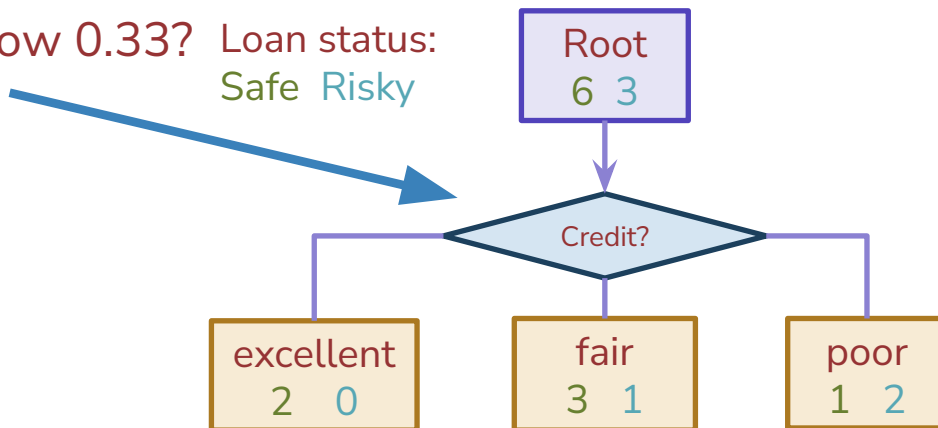 0.33?
Loan status:
Safe Risky
Root
6 3
Credit?
excellent
2 0
fair
3 1
poor
1 2